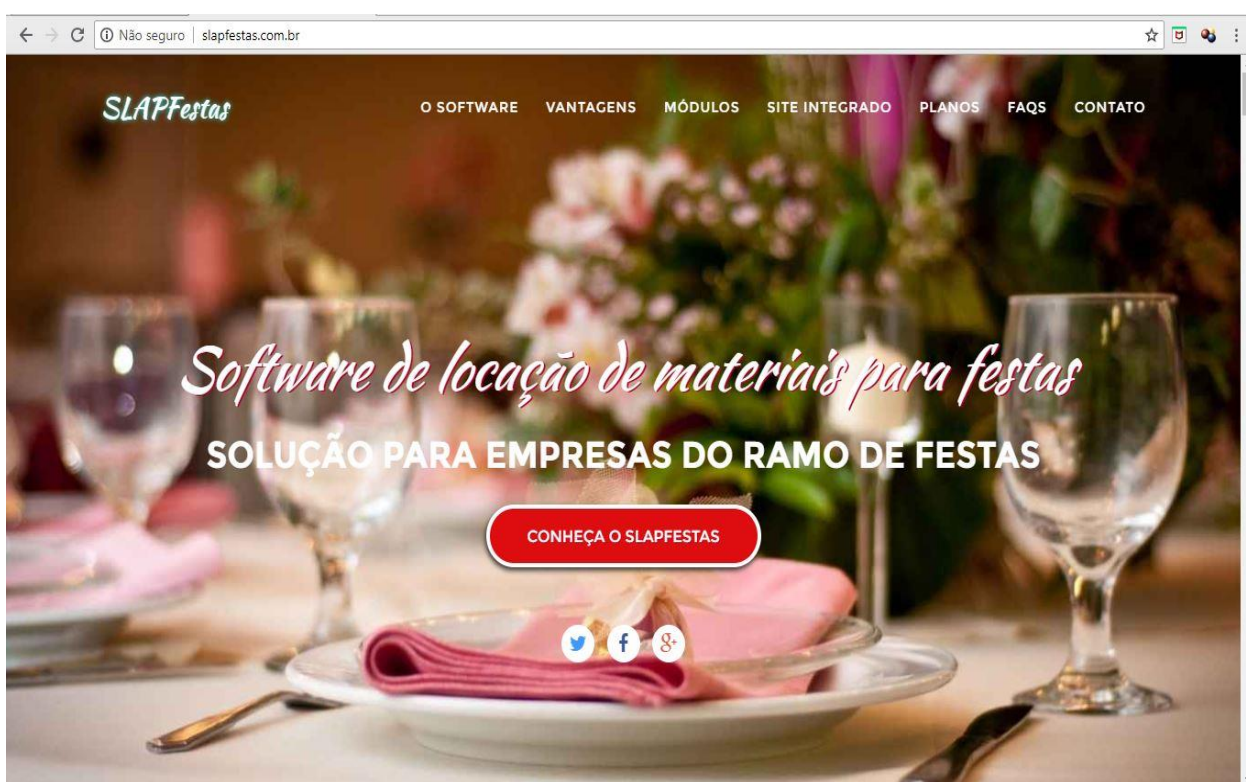 Não seguro slapfestas.com.br
SLAPFestas O SOFTWARE VANTAGENS MÓDULOS SITE INTEGRADO PLANOS FAQS CONTATO
Software de locação de materiais para festas
SOLUÇÃO PARA EMPRESAS DO RAMO DE FESTAS
CONHEÇA O SLAPFESTAS